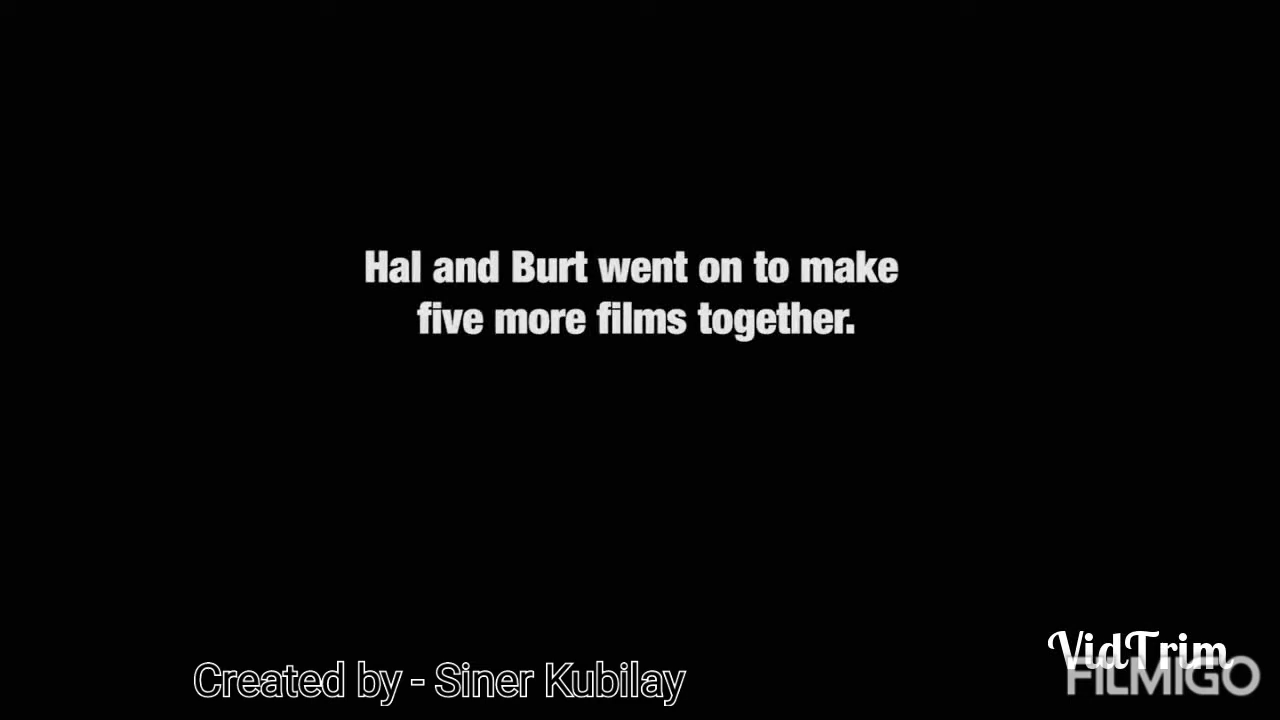 Hal and Burt went on to make
five more films together.
VidTrim
FILMIGO
Created by - Siner Kubilay